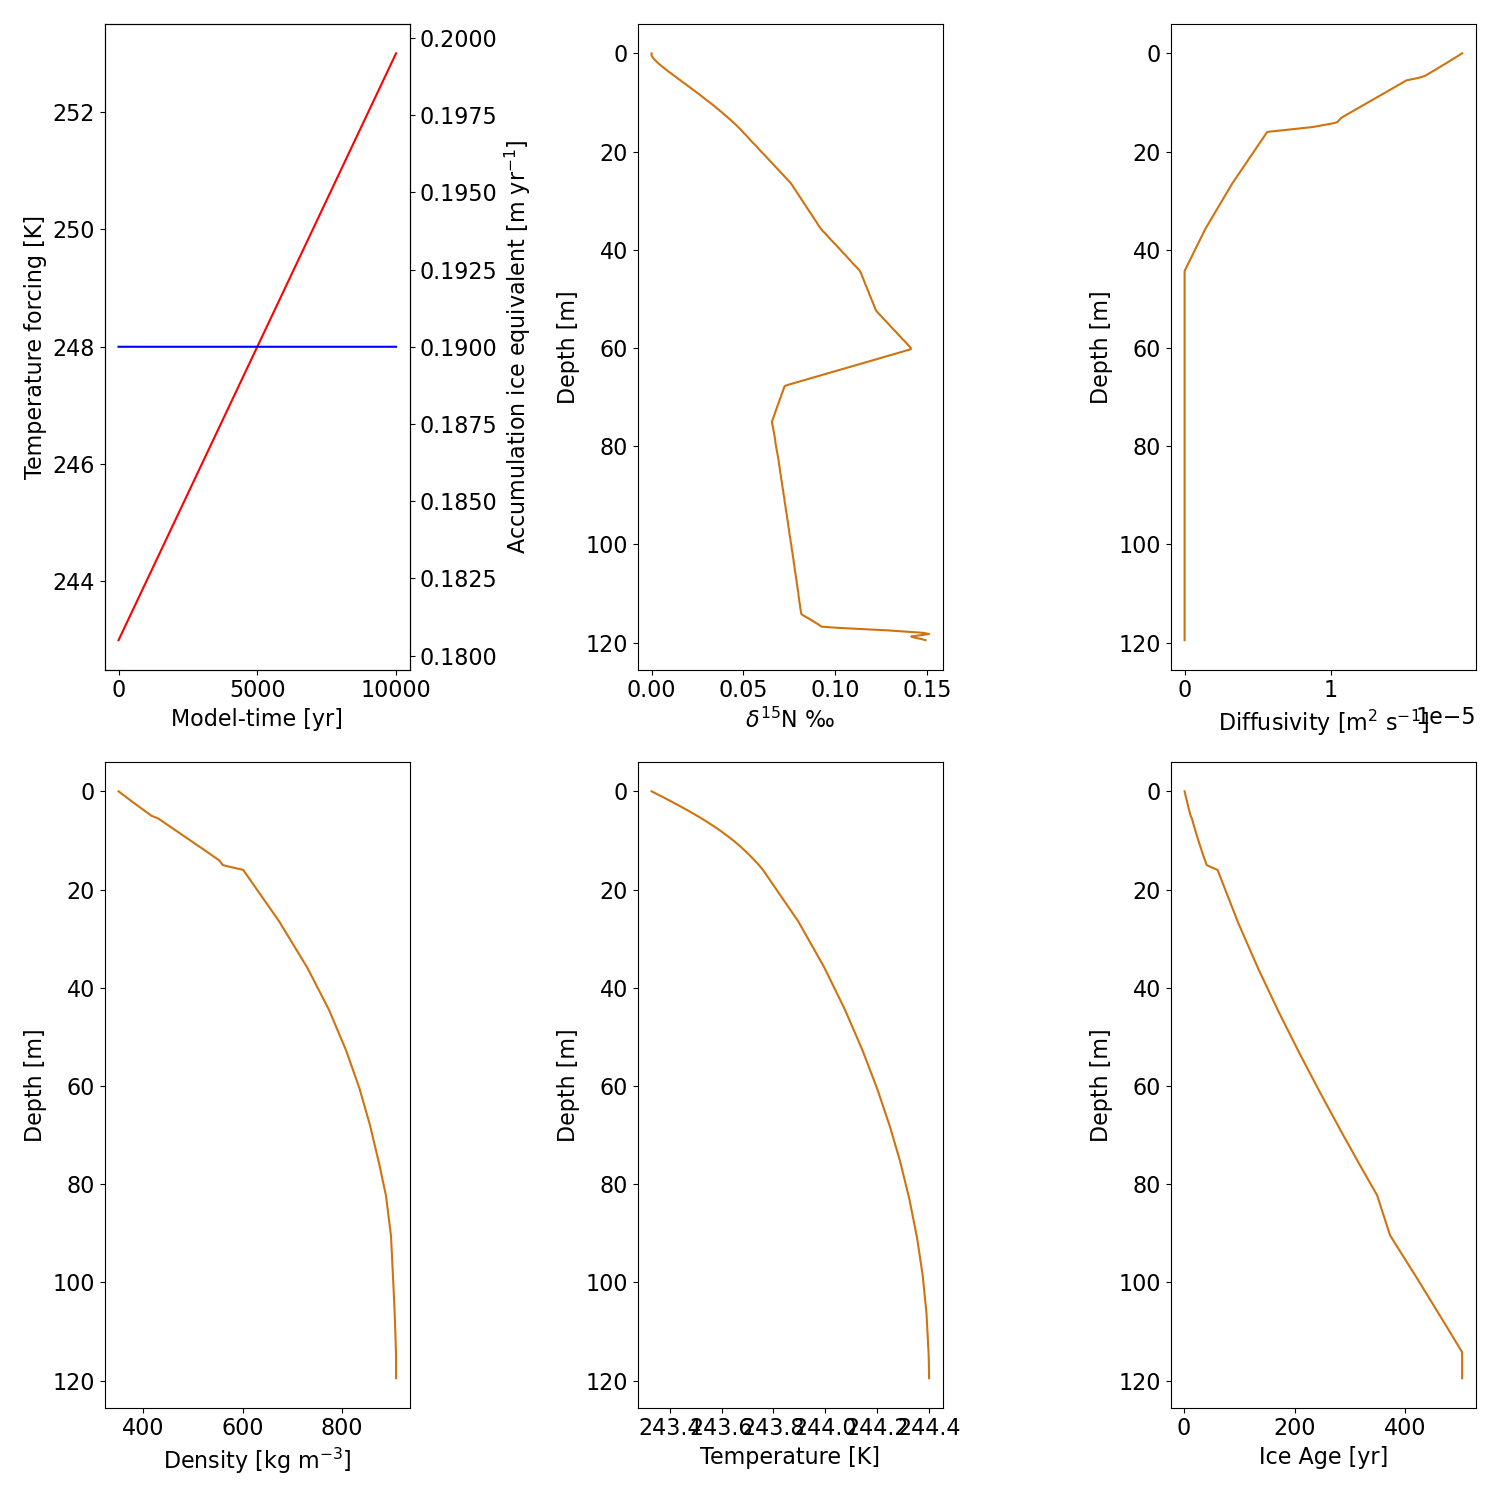 0.2000
0.1975
0.1950
0.1925
0.1900
0.1875
0.1850
0.1825
0.1800
252
250
248
246
244
Temperature forcing [K]
Accumulation ice equivalent [m yr⁻¹]
0 5000 10000
Model-time [yr]
0
20
40
60
80
100
120
Depth [m]
0.00 0.05 0.10 0.15
δ¹⁵N ‰
0
20
40
60
80
100
120
Depth [m]
0 1
1e−5
Diffusivity [m² s⁻¹]
0
20
40
60
80
100
120
Depth [m]
400 600 800
Density [kg m⁻³]
0
20
40
60
80
100
120
Depth [m]
243.4 243.6 243.8 244.0 244.2 244.4
Temperature [K]
0
20
40
60
80
100
120
Depth [m]
0 200 400
Ice Age [yr]